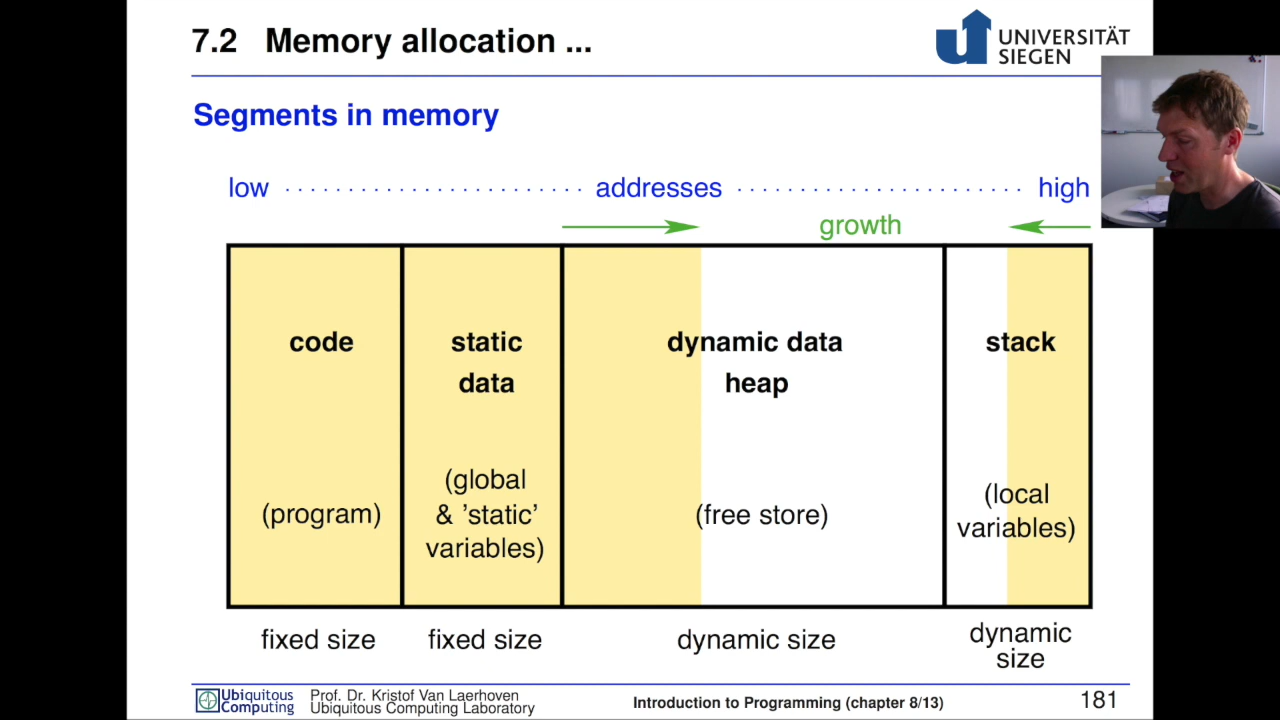 7.2 Memory allocation ...
UNIVERSITÄT
SIEGEN
Segments in memory
low addresses high
growth
code
static
data
dynamic data
heap
stack
(program)
(global
& 'static'
variables)
(free store)
(local
variables)
fixed size
fixed size
dynamic size
dynamic
size
Ubiquitous
Computing
Prof. Dr. Kristof Van Laerhoven
Ubiquitous Computing Laboratory
Introduction to Programming (chapter 8/13)
181